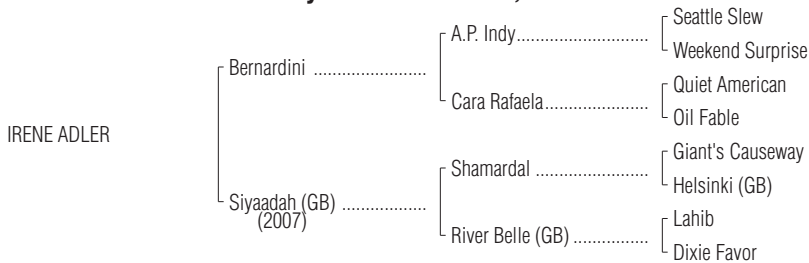 Seattle Slew
A.P. Indy
Weekend Surprise
Bernardini
Quiet American
Cara Rafaela
Oil Fable
IRENE ADLER
Giant's Causeway
Shamardal
Helsinki (GB)
Siyaadah (GB)
(2007)
Lahib
River Belle (GB)
Dixie Favor